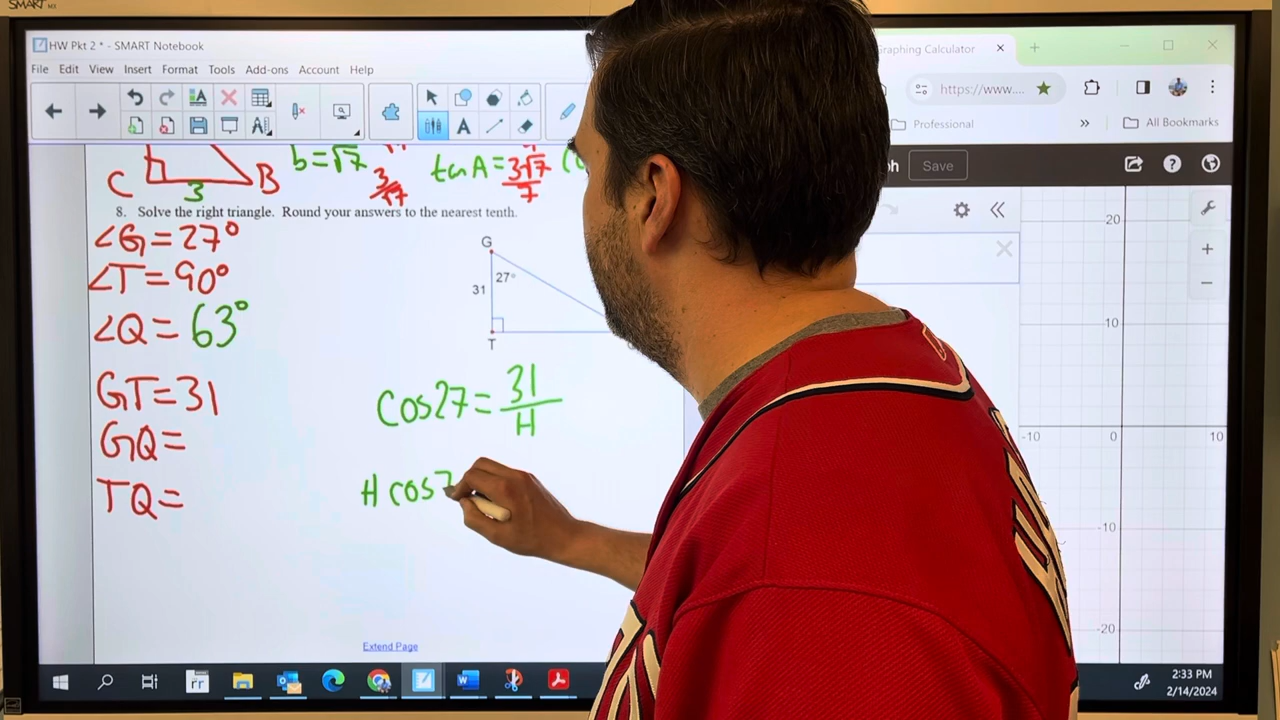 SMART
HW Pkt 2 * - SMART Notebook
Graphing Calculator
File Edit View Insert Format Tools Add-ons Account Help
https://www....
Professional
All Bookmarks
Save
C 3 B
b=√7
3/√7
tan A=3√7/7
8. Solve the right triangle. Round your answers to the nearest tenth.
∠G=27°
∠T=90°
∠Q=63°
GT=31
GQ=
TQ=
G
27°
31
T
Cos27=31/H
H cos
20
10
-10 0 10
-10
-20
Extend Page
2:33 PM
2/14/2024